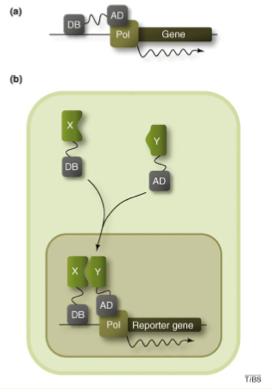 (a)
DB AD
Pol Gene
(b)
X Y
DB AD
X Y
DB AD
Pol Reporter gene
TiBS